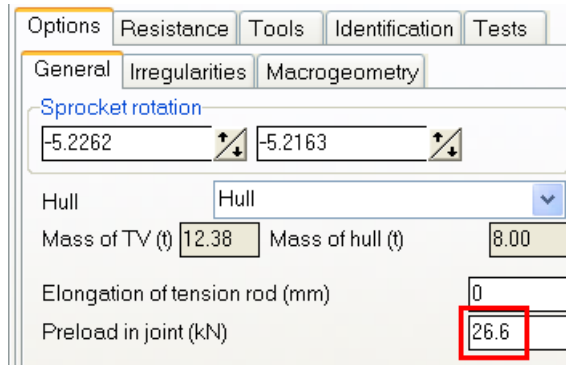 Options Resistance Tools Identification Tests
General Irregularities Macrogeometry
Sprocket rotation
-5.2262 -5.2163
Hull Hull
Mass of TV (t) 12.38 Mass of hull (t) 8.00
Elongation of tension rod (mm) 0
Preload in joint (kN) 26.6